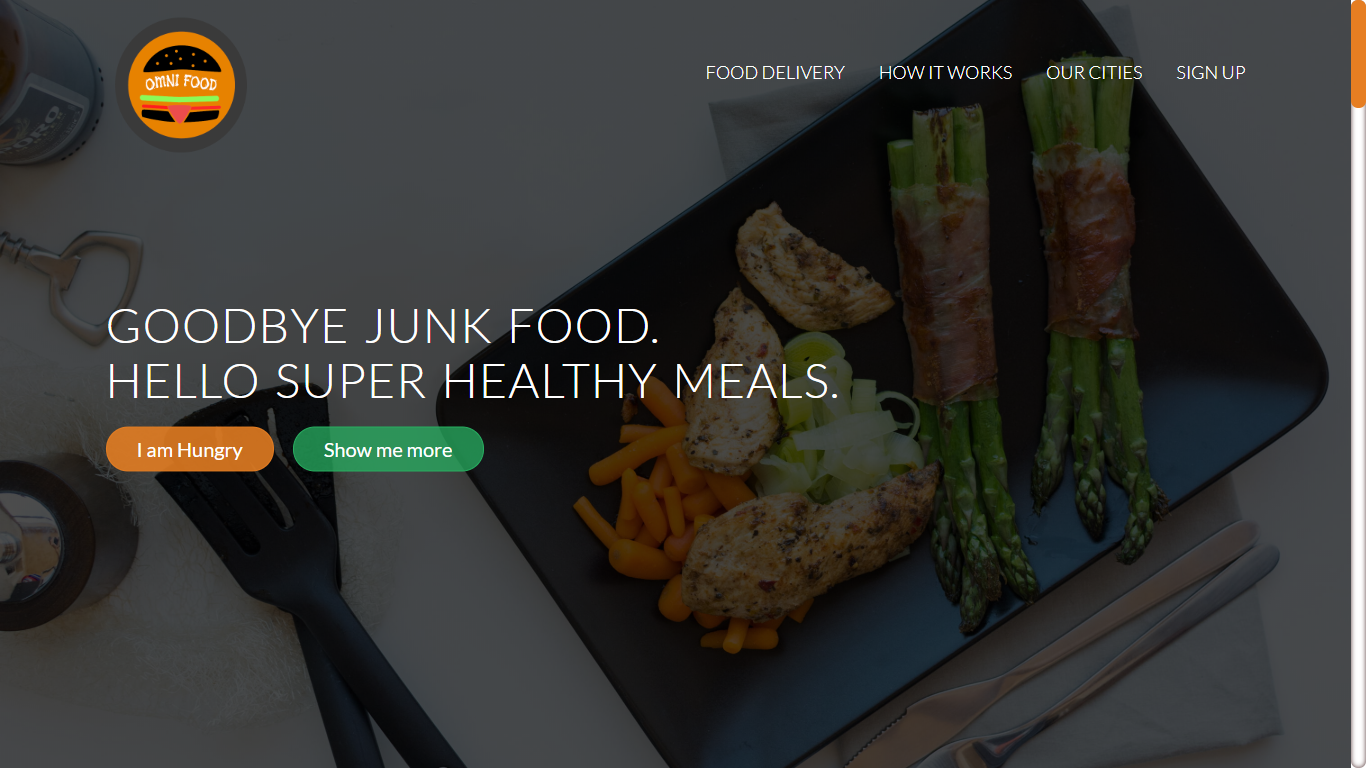 OMNI FOOD
FOOD DELIVERY HOW IT WORKS OUR CITIES SIGN UP
GOODBYE JUNK FOOD.
HELLO SUPER HEALTHY MEALS.
I am Hungry Show me more